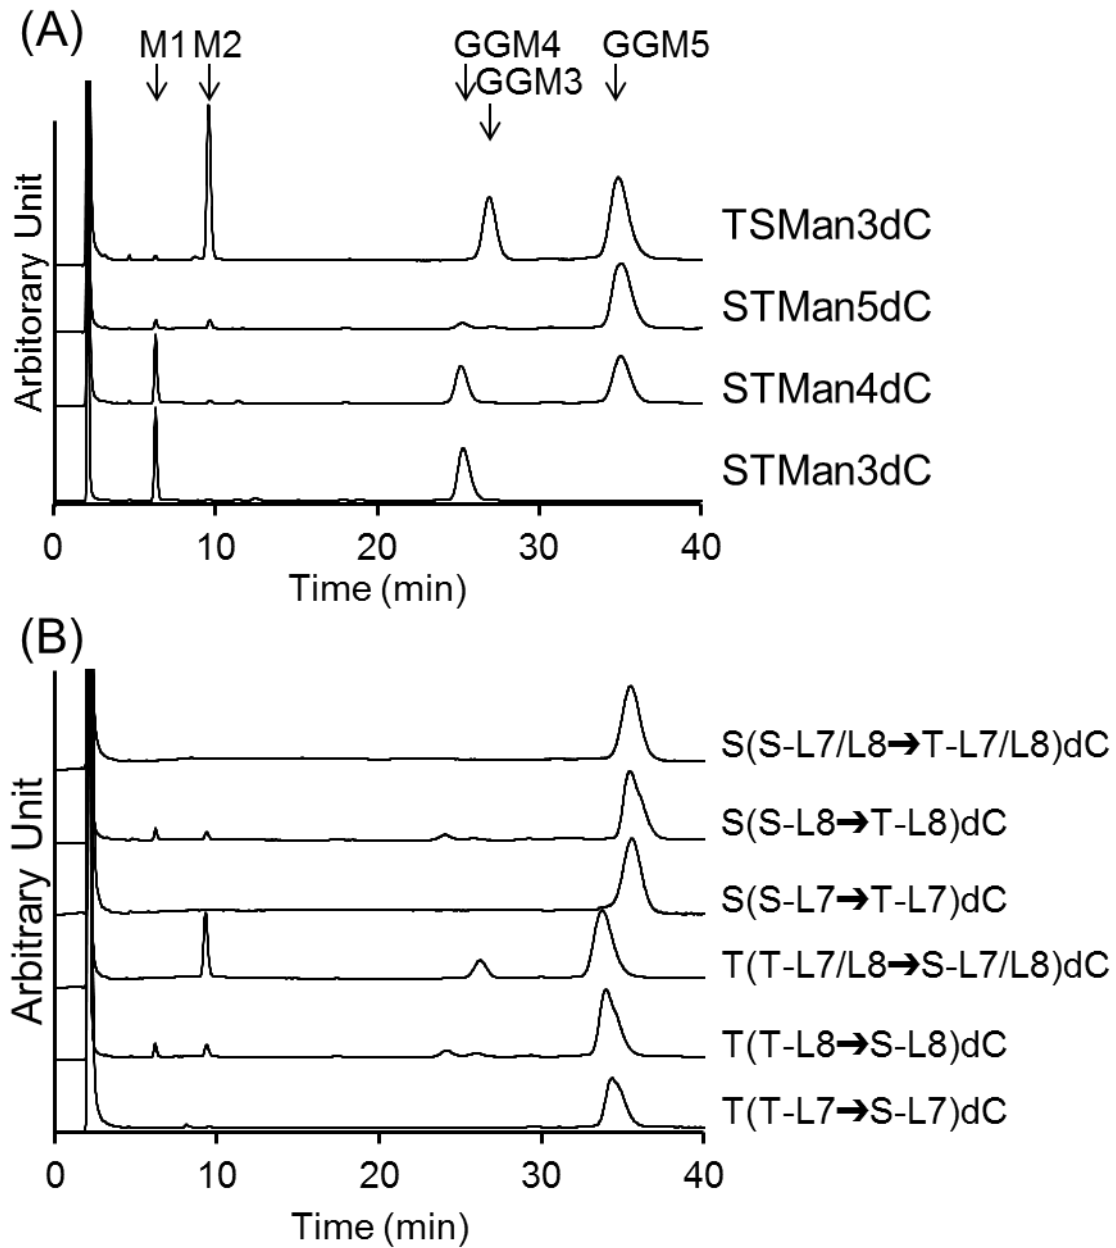 (A)
M1 M2 GGM4 GGM5
GGM3
Arbitorary Unit
TSMan3dC
STMan5dC
STMan4dC
STMan3dC
0 10 20 30 40
Time (min)
(B)
Arbitrary Unit
S(S-L7/L8➔T-L7/L8)dC
S(S-L8➔T-L8)dC
S(S-L7➔T-L7)dC
T(T-L7/L8➔S-L7/L8)dC
T(T-L8➔S-L8)dC
T(T-L7➔S-L7)dC
0 10 20 30 40
Time (min)